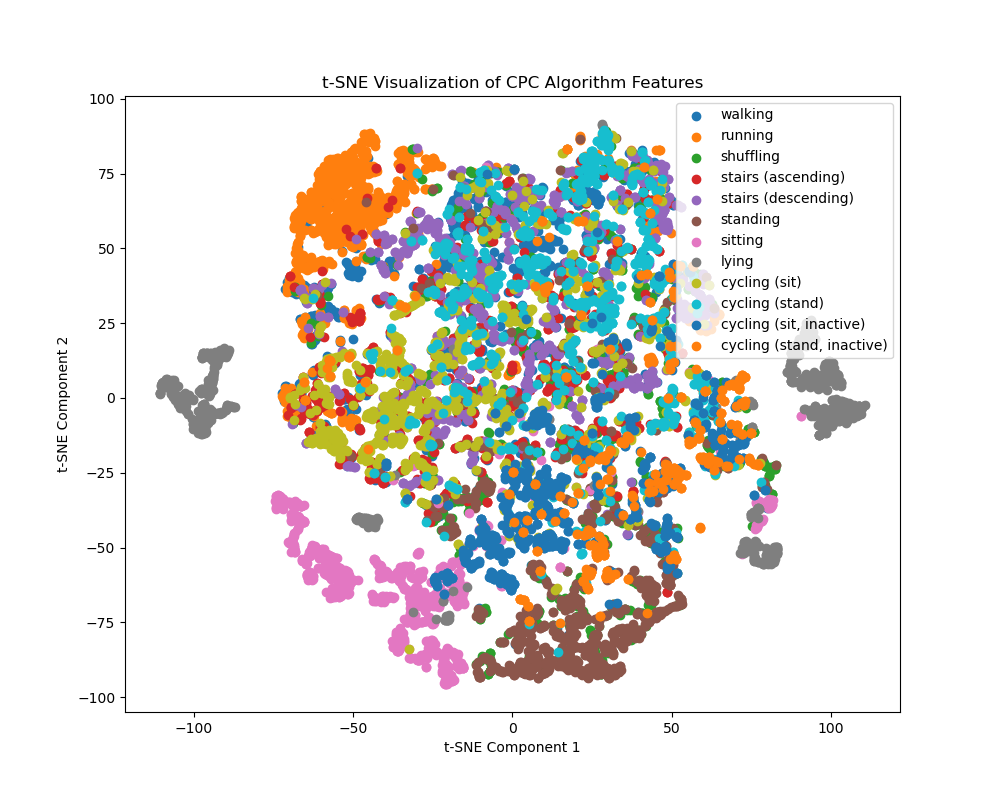 t-SNE Visualization of CPC Algorithm Features
100
75
50
25
0
−25
−50
−75
−100
t-SNE Component 2
walking
running
shuffling
stairs (ascending)
stairs (descending)
standing
sitting
lying
cycling (sit)
cycling (stand)
cycling (sit, inactive)
cycling (stand, inactive)
−100
−50
0
50
100
t-SNE Component 1